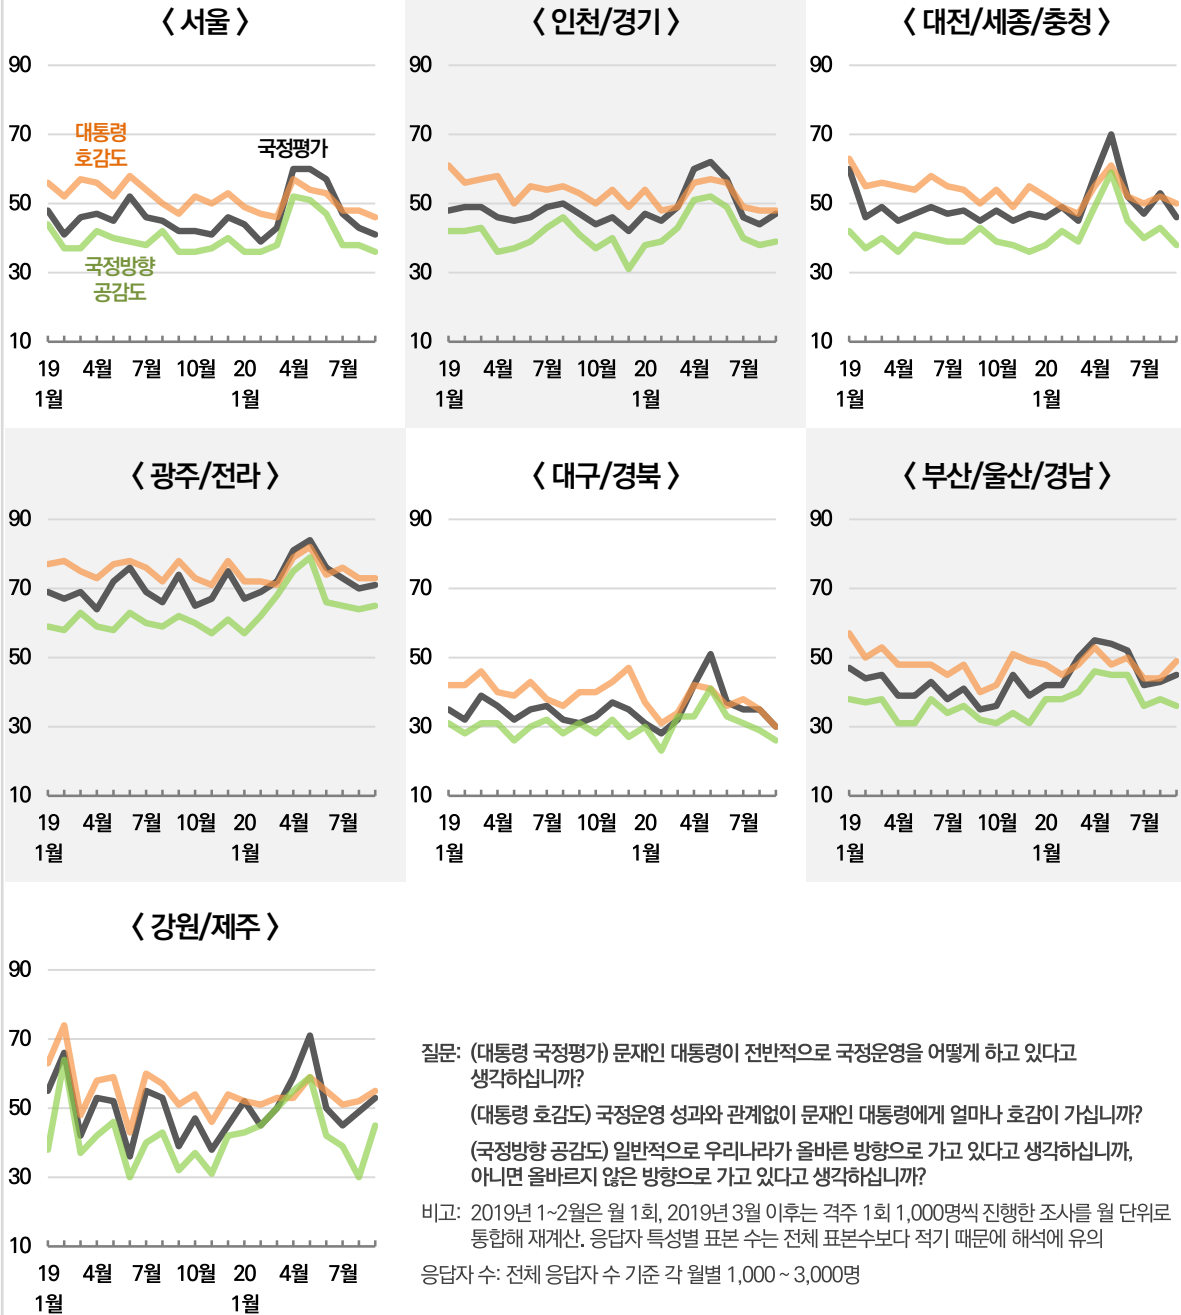 〈 서울 〉
90
70
50
30
10
대통령
호감도
국정평가
국정방향
공감도
19 4월 7월 10월 20 4월 7월
1월 1월
〈 인천/경기 〉
90
70
50
30
10
19 4월 7월 10월 20 4월 7월
1월 1월
〈 대전/세종/충청 〉
90
70
50
30
10
19 4월 7월 10월 20 4월 7월
1월 1월
〈 광주/전라 〉
90
70
50
30
10
19 4월 7월 10월 20 4월 7월
1월 1월
〈 대구/경북 〉
90
70
50
30
10
19 4월 7월 10월 20 4월 7월
1월 1월
〈 부산/울산/경남 〉
90
70
50
30
10
19 4월 7월 10월 20 4월 7월
1월 1월
〈 강원/제주 〉
90
70
50
30
10
19 4월 7월 10월 20 4월 7월
1월 1월
질문: (대통령 국정평가) 문재인 대통령이 전반적으로 국정운영을 어떻게 하고 있다고
생각하십니까?
(대통령 호감도) 국정운영 성과와 관계없이 문재인 대통령에게 얼마나 호감이 가십니까?
(국정방향 공감도) 일반적으로 우리나라가 올바른 방향으로 가고 있다고 생각하십니까,
아니면 올바르지 않은 방향으로 가고 있다고 생각하십니까?
비고: 2019년 1~2월은 월 1회, 2019년 3월 이후는 격주 1회 1,000명씩 진행한 조사를 월 단위로
통합해 재계산. 응답자 특성별 표본 수는 전체 표본수보다 적기 때문에 해석에 유의
응답자 수: 전체 응답자 수 기준 각 월별 1,000 ~ 3,000명